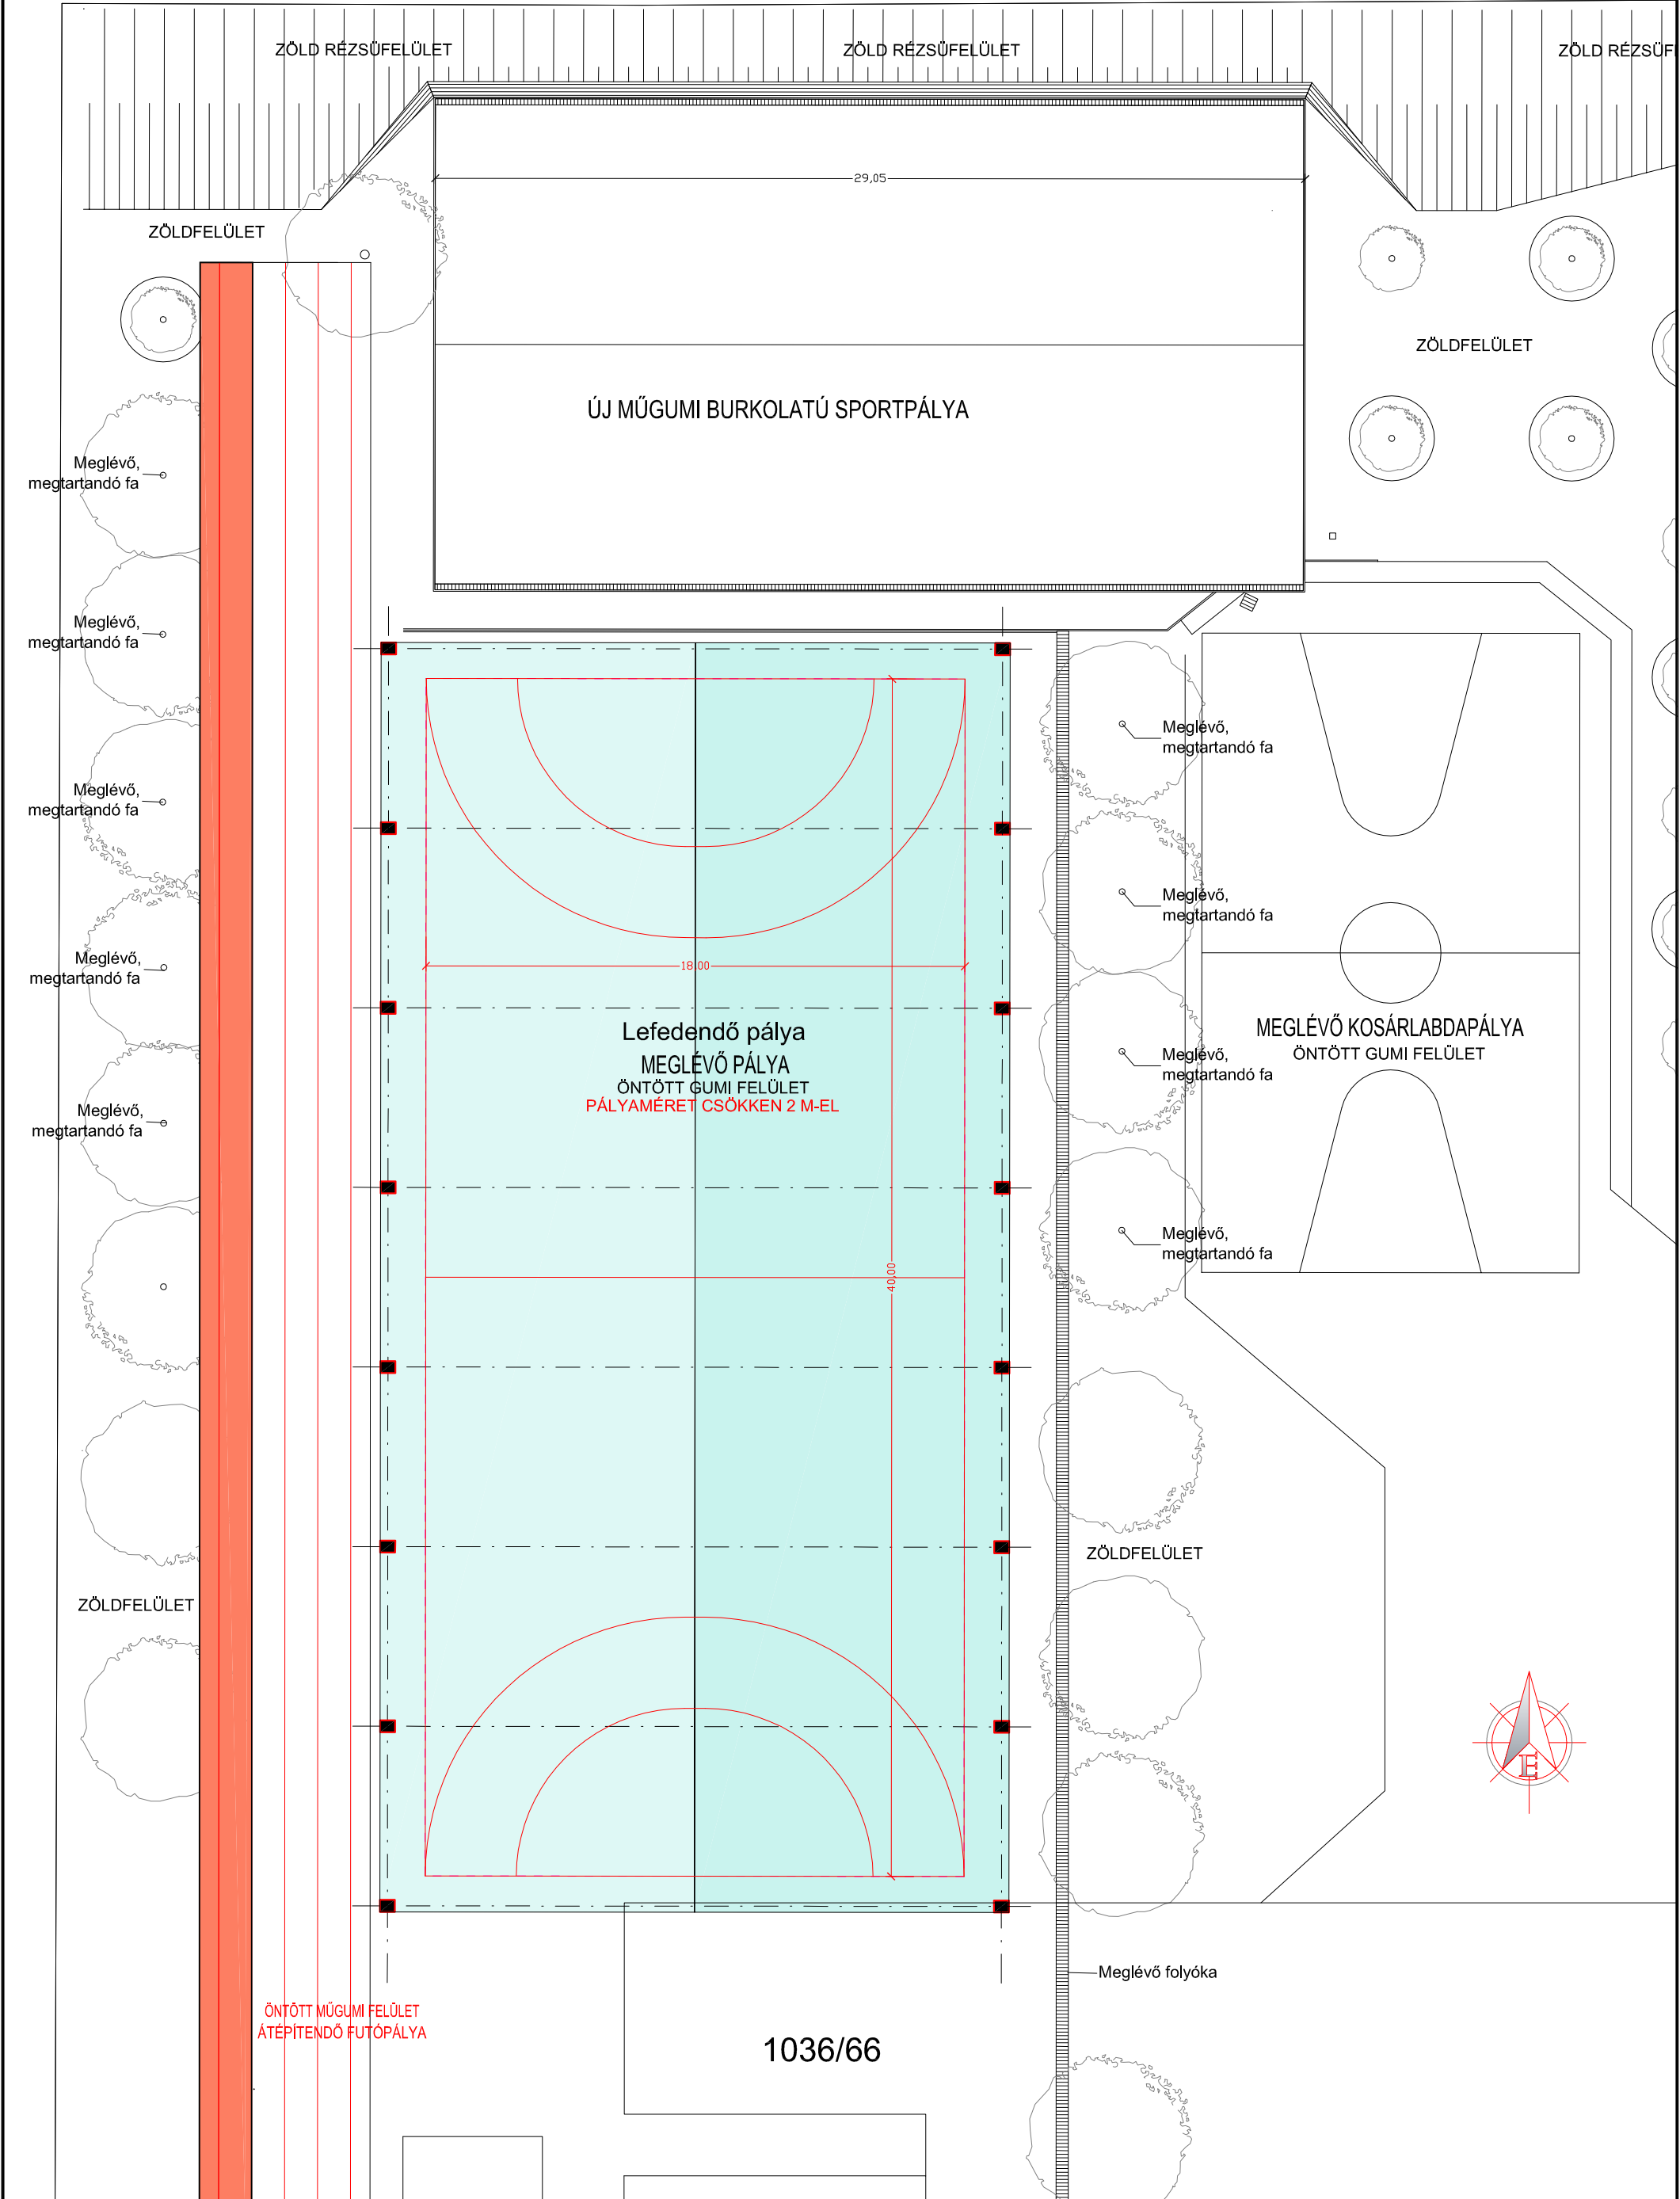 ZÖLD RÉZSÜFELÜLET
ZÖLD RÉZSÜFELÜLET
ZÖLD RÉZSÜF
29,05
ZÖLDFELÜLET
ZÖLDFELÜLET
ÚJ MŰGUMI BURKOLATÚ SPORTPÁLYA
Meglévő,
megtartandó fa
Meglévő,
megtartandó fa
Meglévő,
megtartandó fa
Meglévő,
megtartandó fa
Meglévő,
megtartandó fa
Meglévő,
megtartandó fa
Meglévő,
megtartandó fa
Meglévő,
megtartandó fa
Meglévő,
megtartandó fa
18,00
Lefedendő pálya
MEGLÉVŐ PÁLYA
ÖNTÖTT GUMI FELÜLET
PÁLYAMÉRET CSÖKKEN 2 M-EL
40,00
MEGLÉVŐ KOSÁRLABDAPÁLYA
ÖNTÖTT GUMI FELÜLET
ZÖLDFELÜLET
ZÖLDFELÜLET
É
Meglévő folyóka
ÖNTÖTT MŰGUMI FELÜLET
ÁTÉPÍTENDŐ FUTÓPÁLYA
1036/66